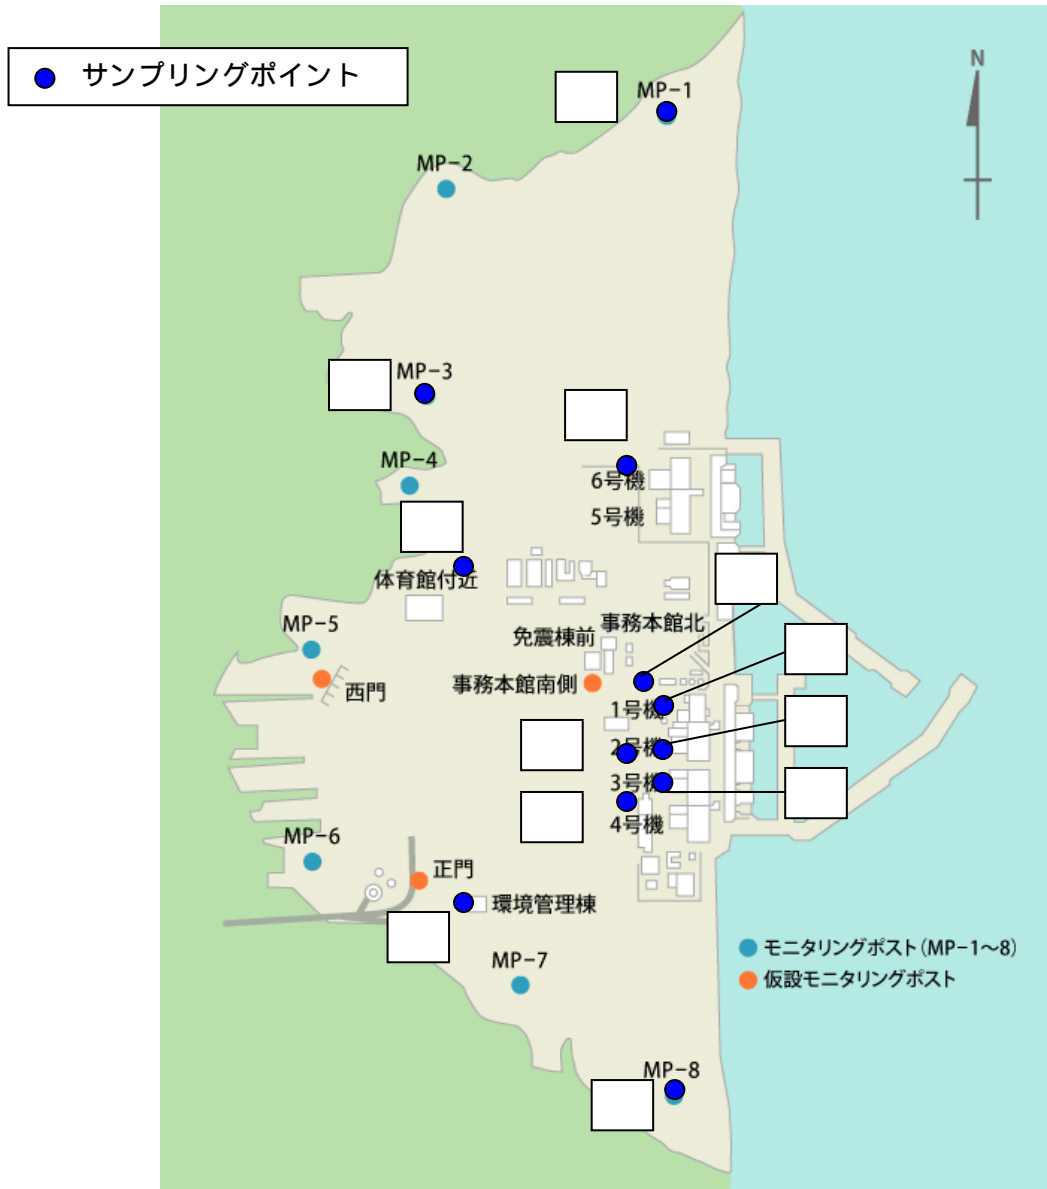 サンプリングポイント
N
MP-1
MP-2
MP-3
MP-4
6号機
5号機
体育館付近
事務本館北
MP-5
免震棟前
西門
事務本館南側
1号機
2号機
3号機
4号機
MP-6
正門
環境管理棟
MP-7
モニタリングポスト(MP-1~8)
仮設モニタリングポスト
MP-8